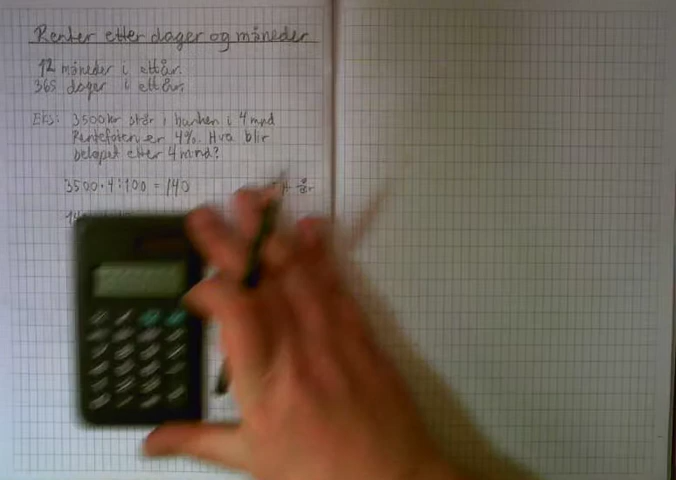 Renter etter dager og måneder
12 måneder i ett år.
365 dager i ett år.
EKS: 3500 kr står i banken i 4 mnd
Rentefoten er 4%. Hva blir
beløpet etter 4 mnd?
3500 · 4 : 100 = 140 år